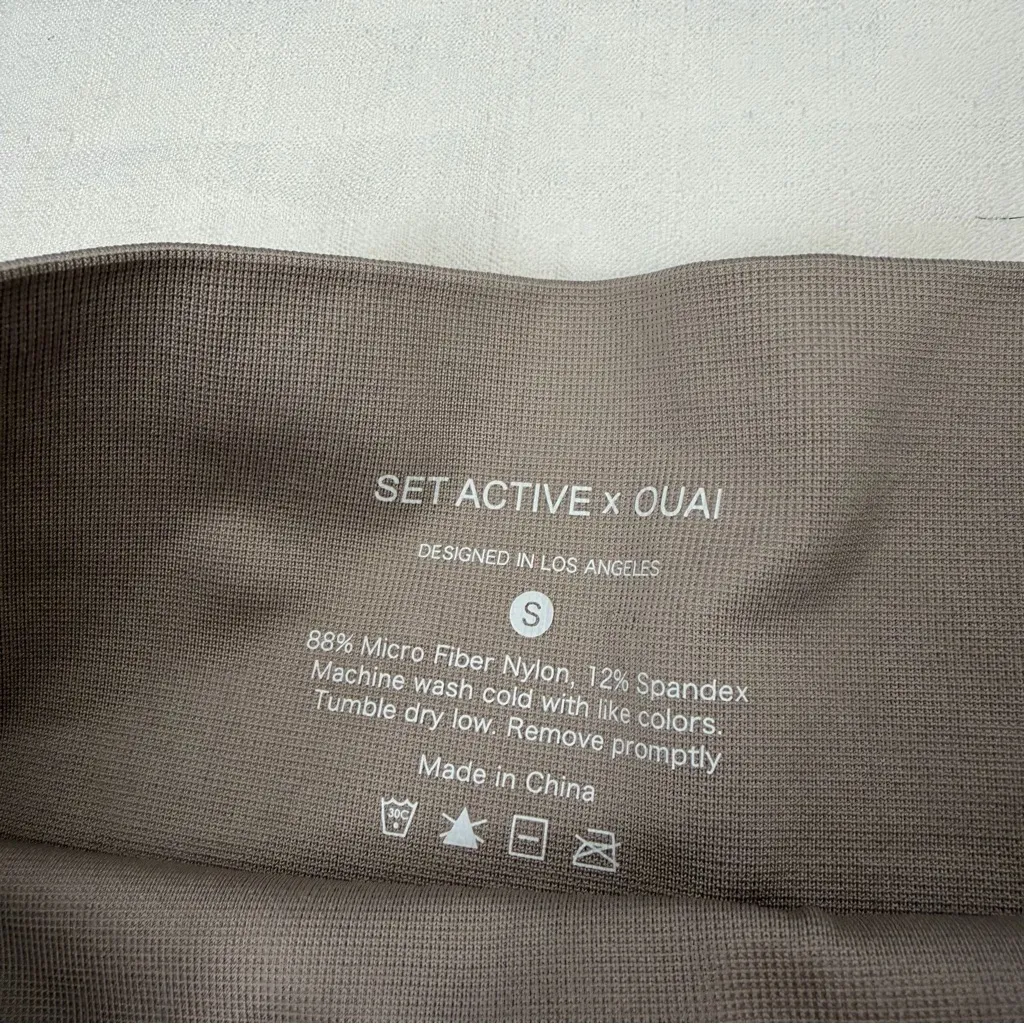 SET ACTIVE x OUAI
DESIGNED IN LOS ANGELES
S
88% Micro Fiber Nylon, 12% Spandex
Machine wash cold with like colors.
Tumble dry low. Remove promptly
Made in China
30C